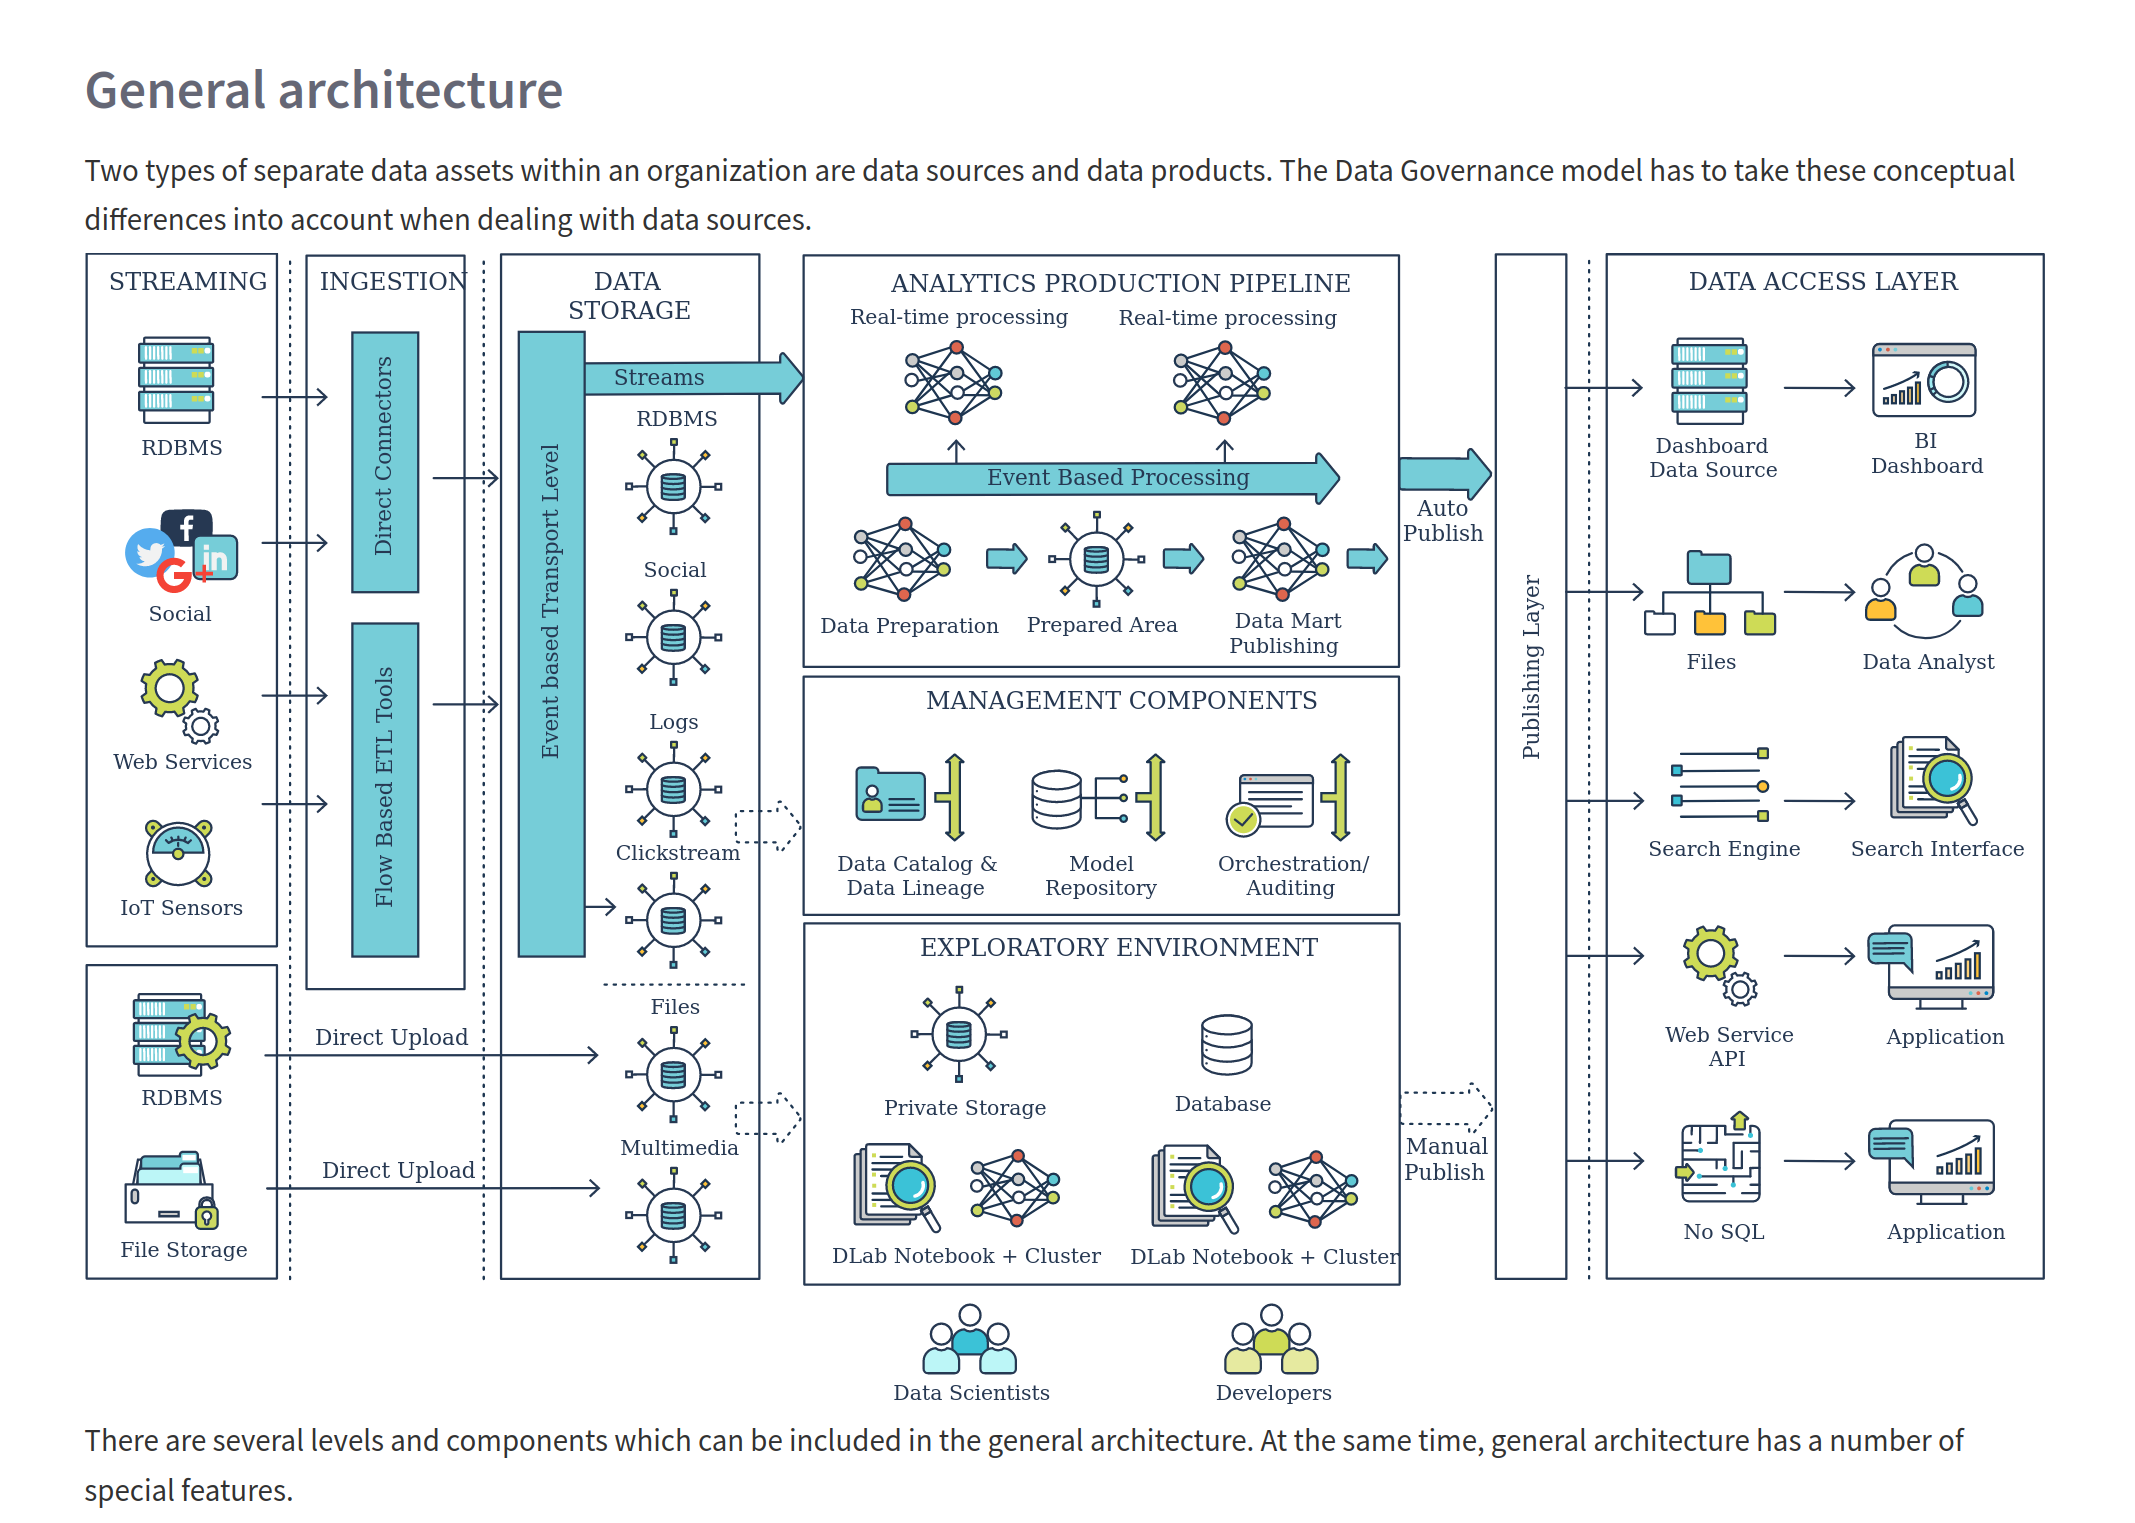 General architecture
Two types of separate data assets within an organization are data sources and data products. The Data Governance model has to take these conceptual
differences into account when dealing with data sources.
STREAMING
RDBMS
Social
Web Services
IoT Sensors
RDBMS
File Storage
INGESTION
Direct Connectors
Flow Based ETL Tools
Direct Upload
Direct Upload
DATA
STORAGE
Event based Transport Level
Streams
RDBMS
Social
Logs
Clickstream
Files
Multimedia
ANALYTICS PRODUCTION PIPELINE
Real-time processing
Real-time processing
Event Based Processing
Data Preparation
Prepared Area
Data Mart
Publishing
MANAGEMENT COMPONENTS
Data Catalog &
Data Lineage
Model
Repository
Orchestration/
Auditing
EXPLORATORY ENVIRONMENT
Private Storage
Database
DLab Notebook + Cluster
DLab Notebook + Cluster
Data Scientists
Developers
Auto
Publish
Manual
Publish
Publishing Layer
DATA ACCESS LAYER
Dashboard
Data Source
BI
Dashboard
Files
Data Analyst
Search Engine
Search Interface
Web Service
API
Application
No SQL
Application
There are several levels and components which can be included in the general architecture. At the same time, general architecture has a number of
special features.